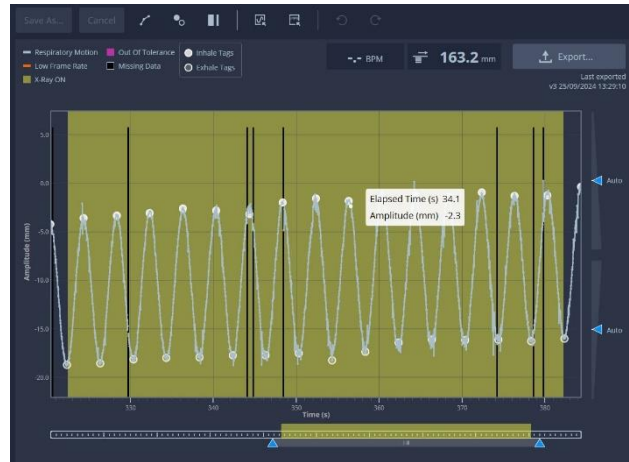 Save As...
Cancel
Respiratory Motion
Out Of Tolerance
Inhale Tags
Low Frame Rate
Missing Data
Exhale Tags
X-Ray ON
-.- BPM
163.2 mm
Export...
Last exported
v3 25/09/2024 13:29:10
5.0
0.0
-5.0
-10.0
-15.0
-20.0
Amplitude (mm)
Elapsed Time (s) 34.1
Amplitude (mm) -2.3
Auto
Auto
330
340
350
360
370
380
Time (s)